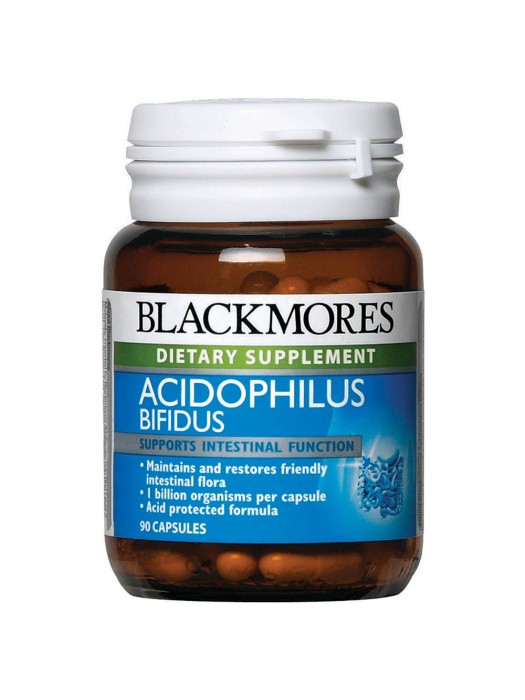 BLACKMORES
DIETARY SUPPLEMENT
ACIDOPHILUS
BIFIDUS
SUPPORTS INTESTINAL FUNCTION
• Maintains and restores friendly
intestinal flora
• 1 billion organisms per capsule
• Acid protected formula
90 CAPSULES